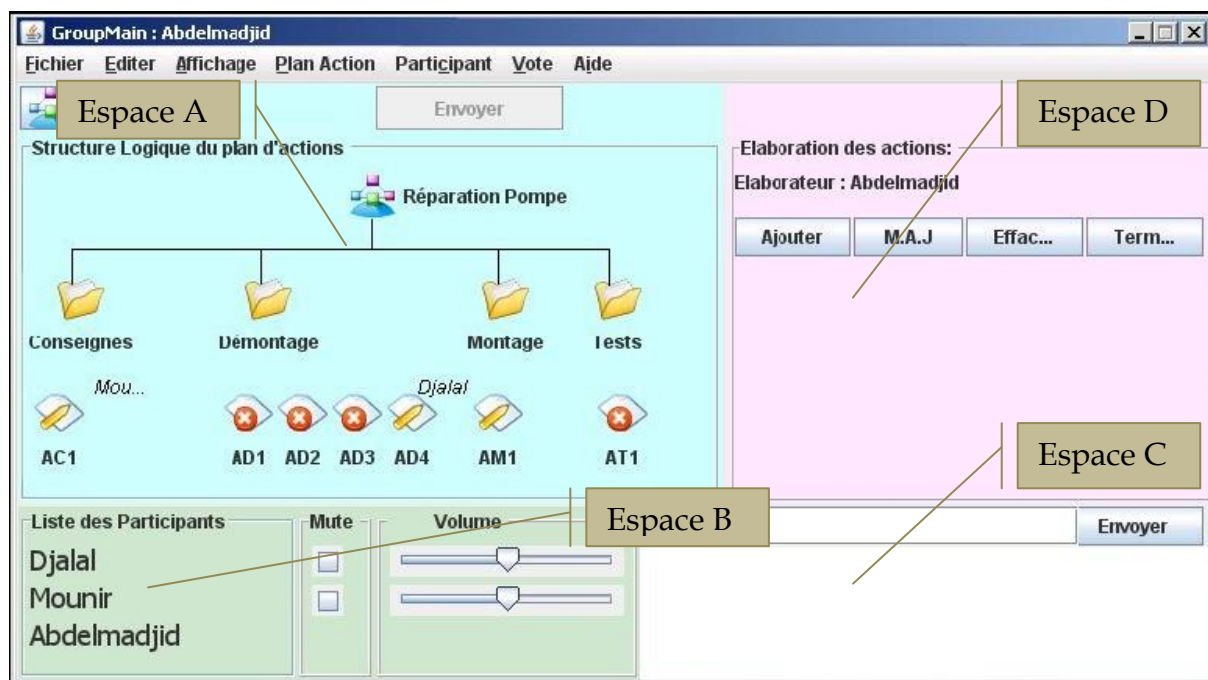 GroupMain : Abdelmadjid
Fichier Editer Affichage Plan Action Participant Vote Aide
Espace A
Envoyer
Espace D
Structure Logique du plan d'actions
Elaboration des actions:
Réparation Pompe
Elaborateur : Abdelmadjid
Ajouter M.A.J Effac... Term...
Conseignes Démontage Montage Tests
Mou... Djalal
AC1 AD1 AD2 AD3 AD4 AM1 AT1
Espace C
Espace B
Liste des Participants Mute Volume
Envoyer
Djalal
Mounir
Abdelmadjid